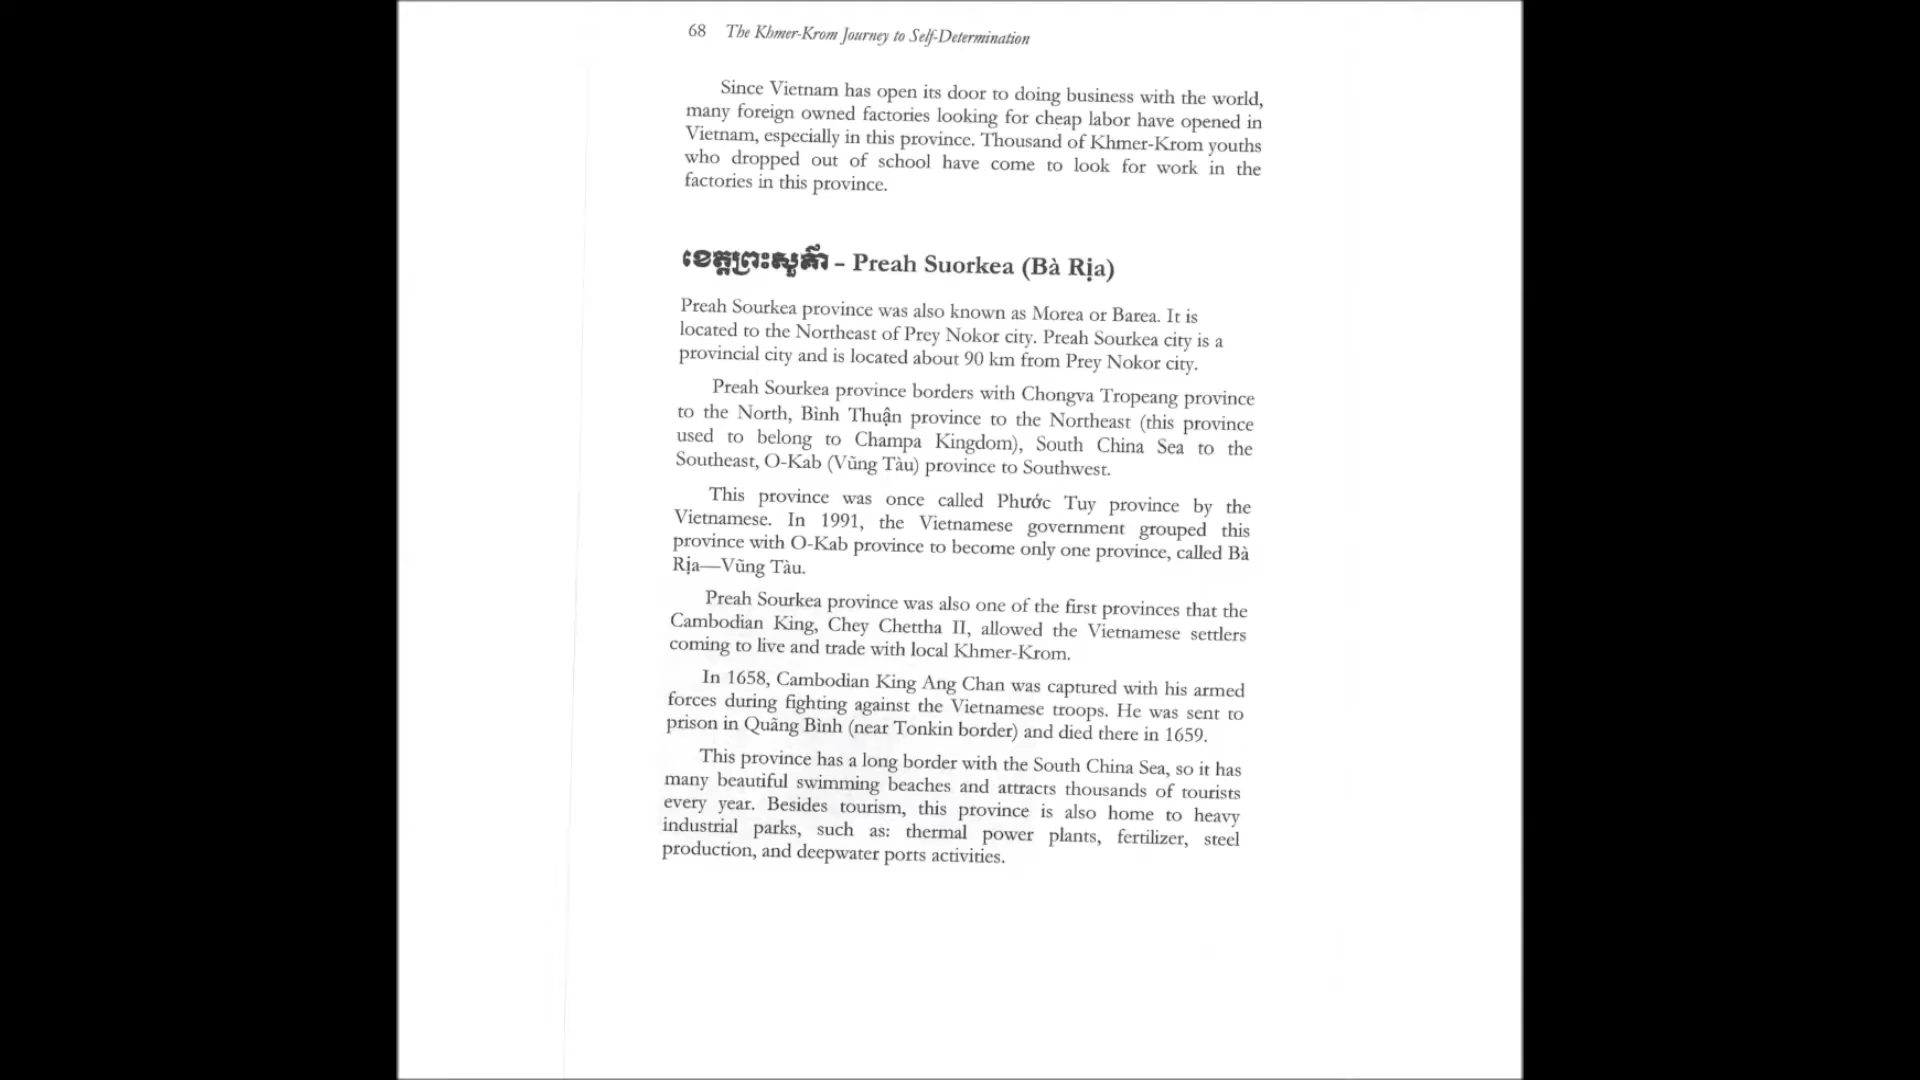 68 The Khmer-Krom Journey to Self-Determination
Since Vietnam has open its door to doing business with the world,
many foreign owned factories looking for cheap labor have opened in
Vietnam, especially in this province. Thousand of Khmer-Krom youths
who dropped out of school have come to look for work in the
factories in this province.
ខេត្តព្រះសួគ៌ា – Preah Suorkea (Bà Rịa)
Preah Sourkea province was also known as Morea or Barea. It is
located to the Northeast of Prey Nokor city. Preah Sourkea city is a
provincial city and is located about 90 km from Prey Nokor city.
Preah Sourkea province borders with Chongva Tropeang province
to the North, Bình Thuận province to the Northeast (this province
used to belong to Champa Kingdom), South China Sea to the
Southeast, O-Kab (Vũng Tàu) province to Southwest.
This province was once called Phước Tuy province by the
Vietnamese. In 1991, the Vietnamese government grouped this
province with O-Kab province to become only one province, called Bà
Rịa—Vũng Tàu.
Preah Sourkea province was also one of the first provinces that the
Cambodian King, Chey Chettha II, allowed the Vietnamese settlers
coming to live and trade with local Khmer-Krom.
In 1658, Cambodian King Ang Chan was captured with his armed
forces during fighting against the Vietnamese troops. He was sent to
prison in Quãng Bình (near Tonkin border) and died there in 1659.
This province has a long border with the South China Sea, so it has
many beautiful swimming beaches and attracts thousands of tourists
every year. Besides tourism, this province is also home to heavy
industrial parks, such as: thermal power plants, fertilizer, steel
production, and deepwater ports activities.